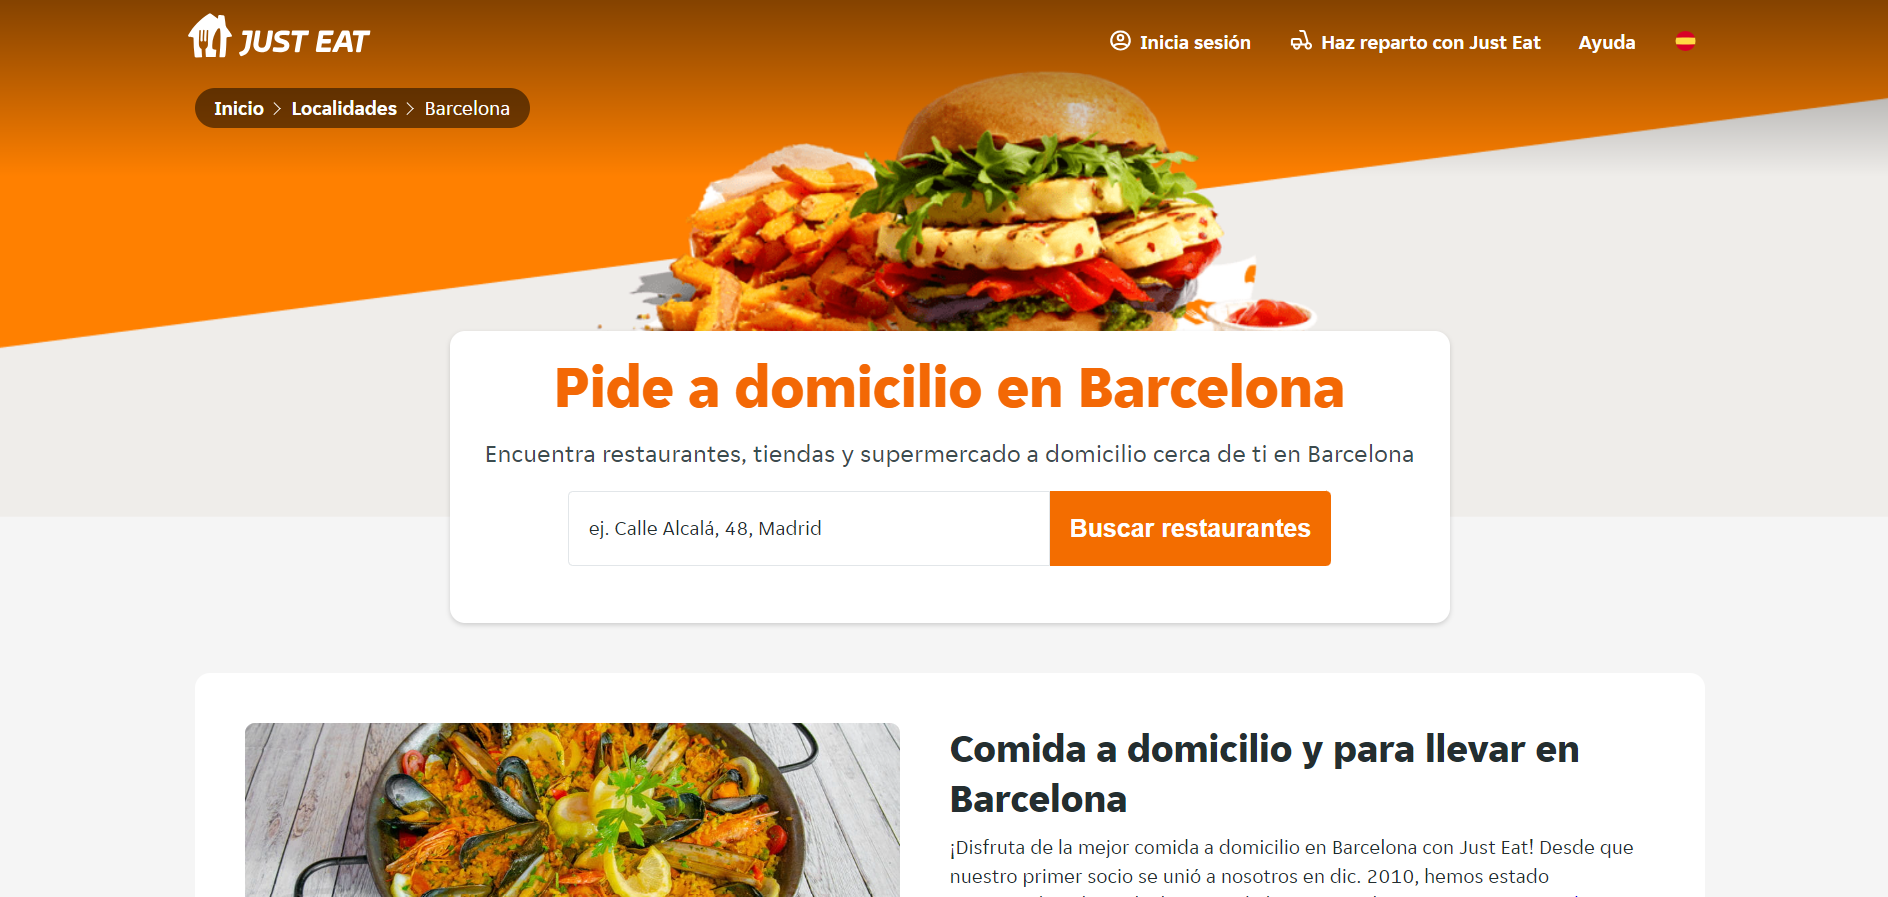 JUST EAT
Inicia sesión
Haz reparto con Just Eat
Ayuda
Inicio > Localidades > Barcelona
Pide a domicilio en Barcelona
Encuentra restaurantes, tiendas y supermercado a domicilio cerca de ti en Barcelona
ej. Calle Alcalá, 48, Madrid
Buscar restaurantes
Comida a domicilio y para llevar en
Barcelona
¡Disfruta de la mejor comida a domicilio en Barcelona con Just Eat! Desde que
nuestro primer socio se unió a nosotros en dic. 2010, hemos estado